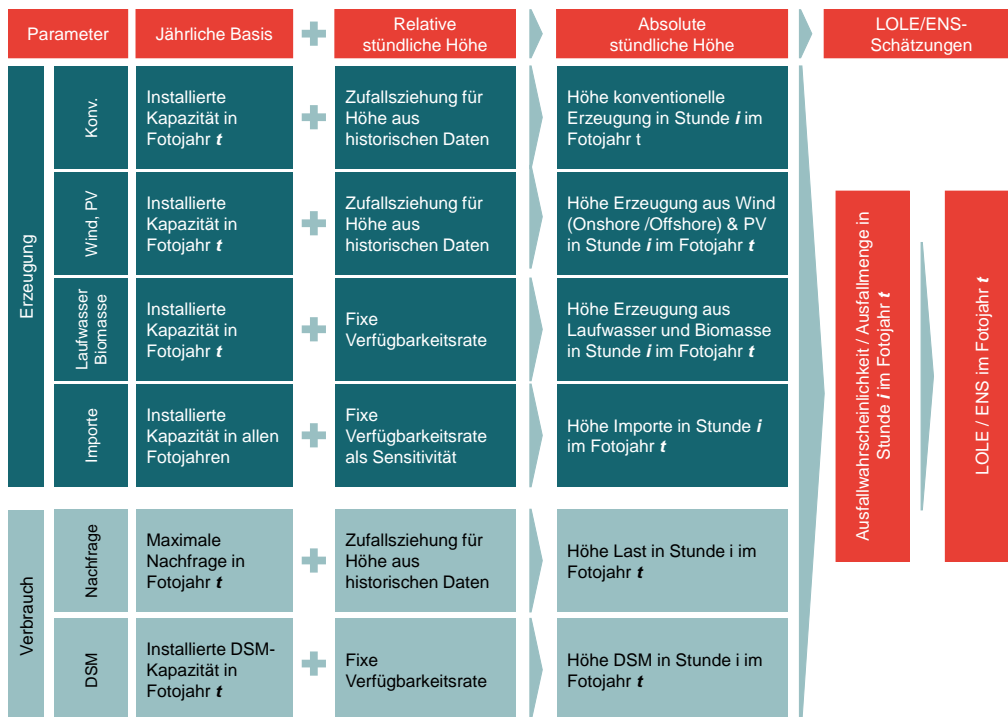 Parameter
Jährliche Basis
Relative
stündliche Höhe
Absolute
stündliche Höhe
LOLE/ENS-
Schätzungen
Erzeugung
Konv.
Installierte
Kapazität in
Fotojahr t
Zufallsziehung für
Höhe aus
historischen Daten
Höhe konventionelle
Erzeugung in Stunde i im
Fotojahr t
Wind, PV
Installierte
Kapazität in
Fotojahr t
Zufallsziehung für
Höhe aus
historischen Daten
Höhe Erzeugung aus Wind
(Onshore /Offshore) & PV
in Stunde i im Fotojahr t
Laufwasser
Biomasse
Installierte
Kapazität in
Fotojahr t
Fixe
Verfügbarkeitsrate
Höhe Erzeugung aus
Laufwasser und Biomasse
in Stunde i im Fotojahr t
Importe
Installierte
Kapazität in allen
Fotojahren
Fixe
Verfügbarkeitsrate
als Sensitivität
Höhe Importe in Stunde i
im Fotojahr t
Verbrauch
Nachfrage
Maximale
Nachfrage in
Fotojahr t
Zufallsziehung für
Höhe aus
historischen Daten
Höhe Last in Stunde i im
Fotojahr t
DSM
Installierte DSM-
Kapazität in
Fotojahr t
Fixe
Verfügbarkeitsrate
Höhe DSM in Stunde i im
Fotojahr t
Ausfallwahrscheinlichkeit / Ausfallmenge in
Stunde i im Fotojahr t
LOLE / ENS im Fotojahr t